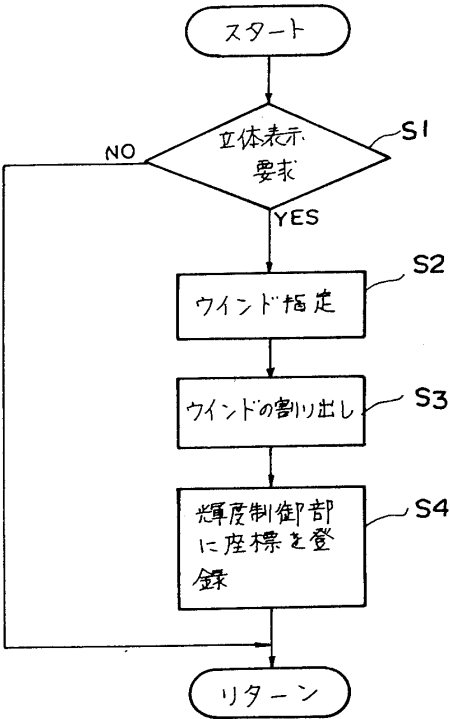 スタート
立体表示
要求
S1
NO
YES
ウインド指定
S2
ウインドの割り出し
S3
輝度制御部
に座標を登
録
S4
リターン